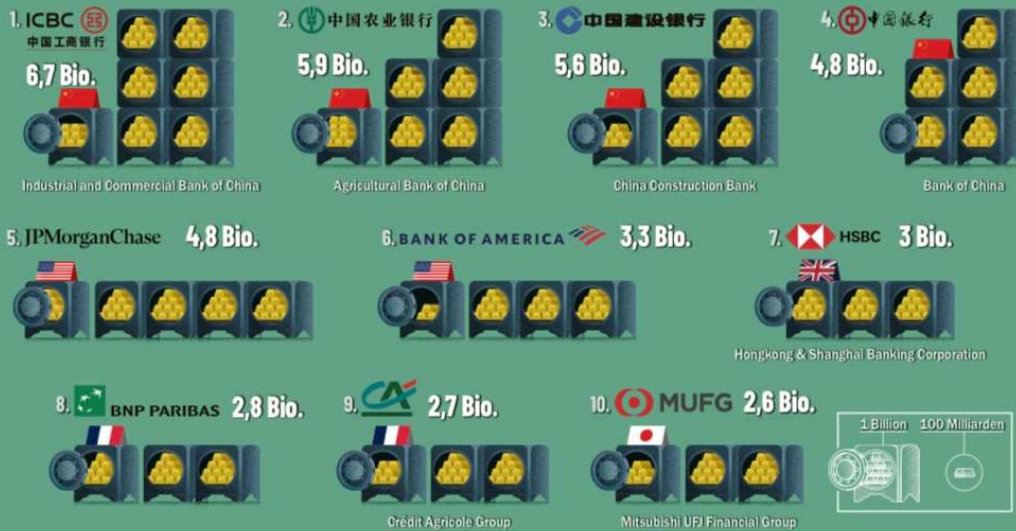 1. ICBC
中国工商银行
6,7 Bio.
Industrial and Commercial Bank of China
2. 中国农业银行
5,9 Bio.
Agricultural Bank of China
3. 中国建设银行
5,6 Bio.
China Construction Bank
4. 中国银行
4,8 Bio.
Bank of China
5. JPMorganChase 4,8 Bio.
6. BANK OF AMERICA 3,3 Bio.
7. HSBC 3 Bio.
Hongkong & Shanghai Banking Corporation
8. BNP PARIBAS 2,8 Bio.
9. CA 2,7 Bio.
Crédit Agricole Group
10. MUFG 2,6 Bio.
Mitsubishi UFJ Financial Group
1 Billion 100 Milliarden